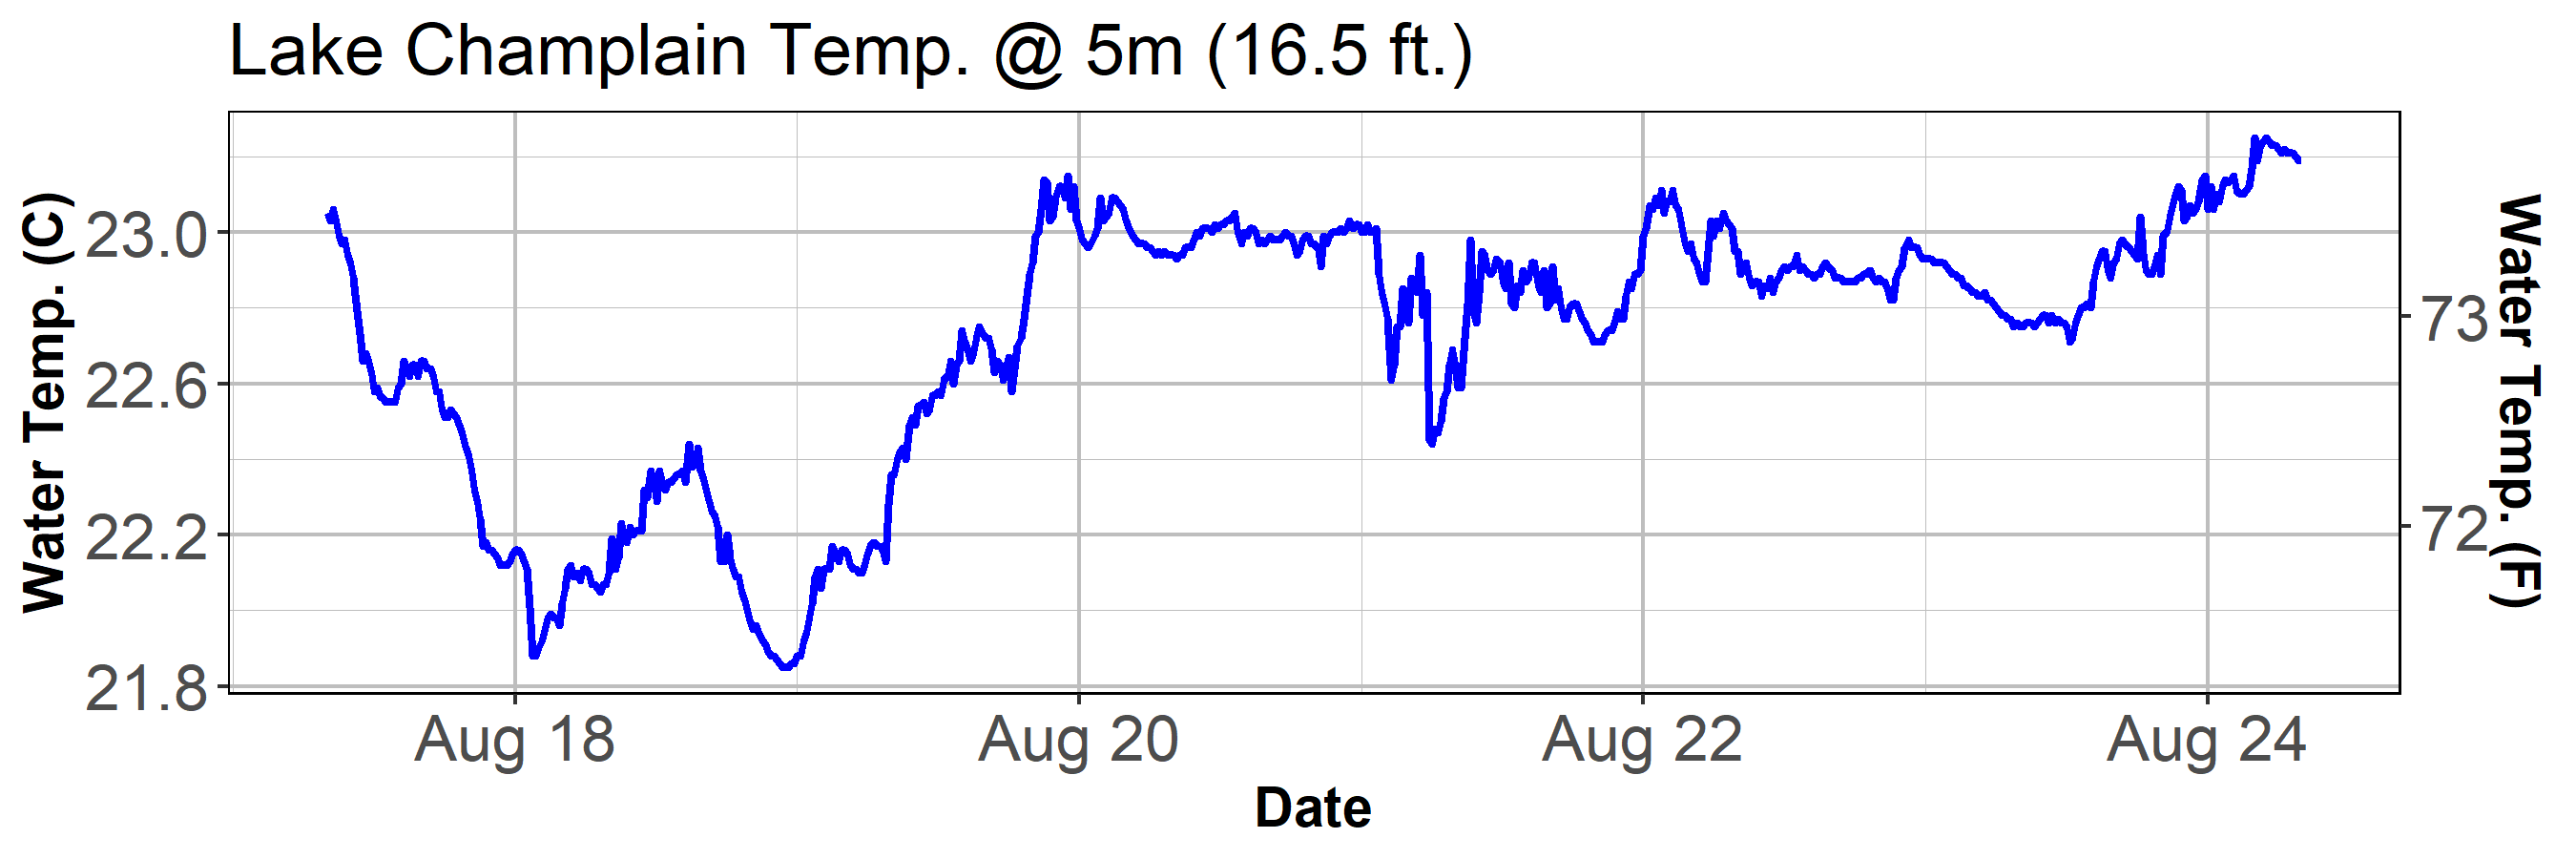 Lake Champlain Temp. @ 5m (16.5 ft.)
Water Temp. (C)
23.0
22.6
22.2
21.8
73
72
Water Temp. (F)
Aug 18
Aug 20
Aug 22
Aug 24
Date